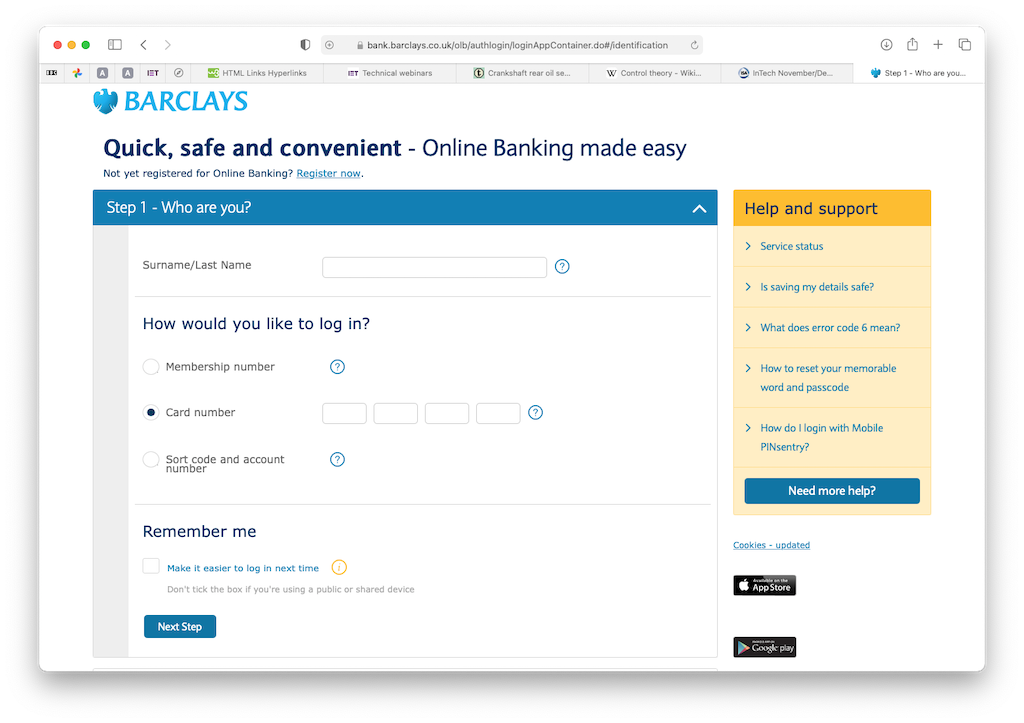 bank.barclays.co.uk/olb/authlogin/loginAppContainer.do#/identification
A
A
IET
HTML Links Hyperlinks
IET Technical webinars
Crankshaft rear oil se...
W Control theory - Wiki...
InTech November/De...
Step 1 - Who are you...
BARCLAYS
Quick, safe and convenient - Online Banking made easy
Not yet registered for Online Banking? Register now.
Step 1 - Who are you?
Surname/Last Name
?
How would you like to log in?
Membership number
?
Card number
?
Sort code and account
number
?
Remember me
Make it easier to log in next time
i
Don't tick the box if you're using a public or shared device
Next Step
Help and support
Service status
Is saving my details safe?
What does error code 6 mean?
How to reset your memorable
word and passcode
How do I login with Mobile
PINsentry?
Need more help?
Cookies - updated
Available on the
App Store
Google play